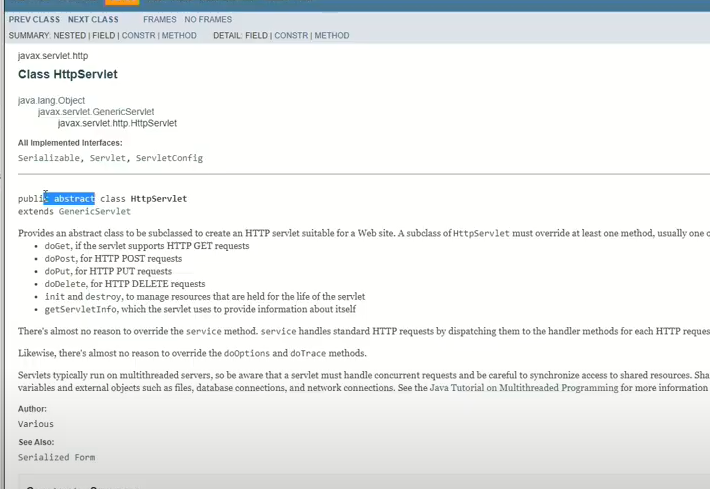 PREV CLASS NEXT CLASS FRAMES NO FRAMES
SUMMARY: NESTED | FIELD | CONSTR | METHOD DETAIL: FIELD | CONSTR | METHOD
javax.servlet.http
Class HttpServlet
java.lang.Object
javax.servlet.GenericServlet
javax.servlet.http.HttpServlet
All Implemented Interfaces:
Serializable, Servlet, ServletConfig
public abstract class HttpServlet
extends GenericServlet
Provides an abstract class to be subclassed to create an HTTP servlet suitable for a Web site. A subclass of HttpServlet must override at least one method, usually one o
• doGet, if the servlet supports HTTP GET requests
• doPost, for HTTP POST requests
• doPut, for HTTP PUT requests
• doDelete, for HTTP DELETE requests
• init and destroy, to manage resources that are held for the life of the servlet
• getServletInfo, which the servlet uses to provide information about itself
There's almost no reason to override the service method. service handles standard HTTP requests by dispatching them to the handler methods for each HTTP reques
Likewise, there's almost no reason to override the doOptions and doTrace methods.
Servlets typically run on multithreaded servers, so be aware that a servlet must handle concurrent requests and be careful to synchronize access to shared resources. Sha
variables and external objects such as files, database connections, and network connections. See the Java Tutorial on Multithreaded Programming for more information
Author:
Various
See Also:
Serialized Form